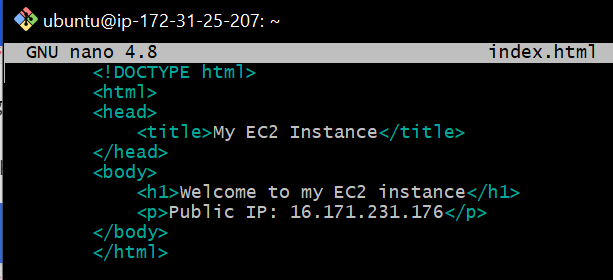 ubuntu@ip-172-31-25-207: ~
GNU nano 4.8 index.html
<!DOCTYPE html>
<html>
<head>
<title>My EC2 Instance</title>
</head>
<body>
<h1>Welcome to my EC2 instance</h1>
<p>Public IP: 16.171.231.176</p>
</body>
</html>